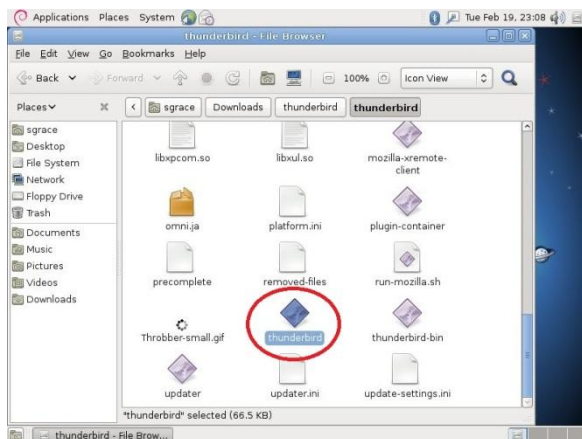 Applications Places System Tue Feb 19, 23:08
thunderbird - File Browser
File Edit View Go Bookmarks Help
Back Forward 100% Icon View
Places sgrace Downloads thunderbird thunderbird
sgrace
Desktop
File System
Network
Floppy Drive
Trash
Documents
Music
Pictures
Videos
Downloads
libxpcom.so libxul.so mozilla-xremote-
client
omni.ja platform.ini plugin-container
precomplete removed-files run-mozilla.sh
Throbber-small.gif thunderbird thunderbird-bin
updater updater.ini update-settings.ini
"thunderbird" selected (66.5 KB)
thunderbird - File Brow...